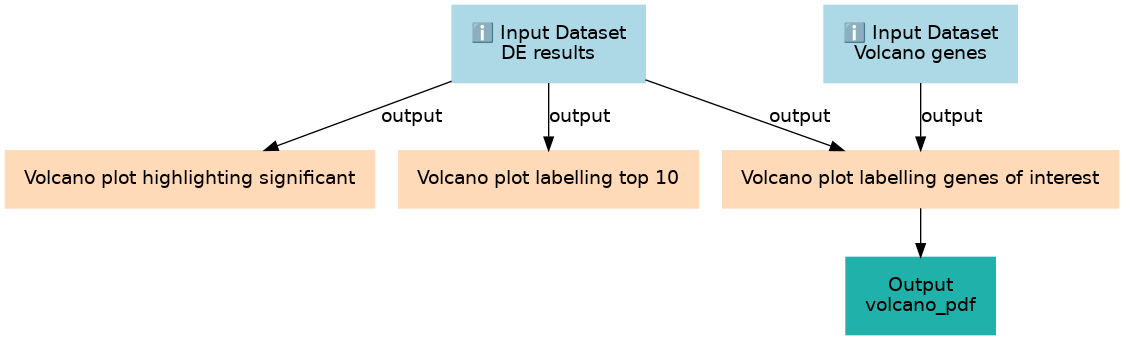 ℹ️ Input Dataset
DE results
ℹ️ Input Dataset
Volcano genes
output
output
output
output
Volcano plot highlighting significant
Volcano plot labelling top 10
Volcano plot labelling genes of interest
Output
volcano_pdf